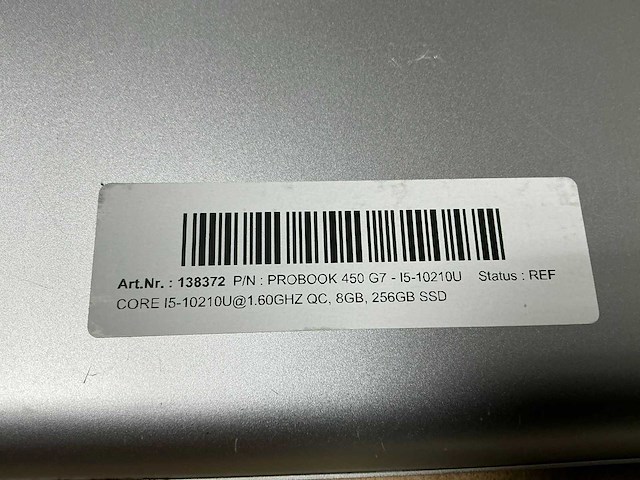 Art.Nr. : 138372 P/N : PROBOOK 450 G7 - I5-10210U Status : REF
CORE I5-10210U@1.60GHZ QC, 8GB, 256GB SSD